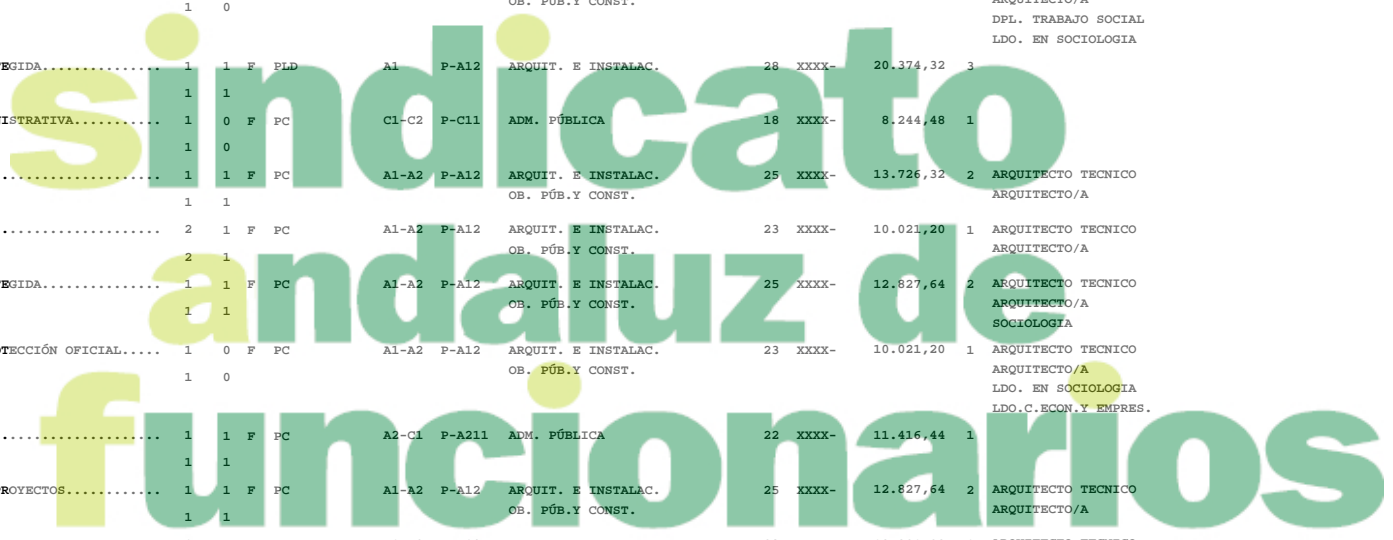 OB. PÚB.Y CONST. ARQUITECTO/A
1 0
DPL. TRABAJO SOCIAL
LDO. EN SOCIOLOGIA
EGIDA............... 1 1 F PLD A1 P-A12 ARQUIT. E INSTALAC. 28 XXXX- 20.374,32 3
1 1
ISTRATIVA........... 1 0 F PC C1-C2 P-C11 ADM. PÚBLICA 18 XXXX- 8.244,48 1
1 0
.................... 1 1 F PC A1-A2 P-A12 ARQUIT. E INSTALAC. 25 XXXX- 13.726,32 2 ARQUITECTO TECNICO
1 1 OB. PÚB.Y CONST. ARQUITECTO/A
.................... 2 1 F PC A1-A2 P-A12 ARQUIT. E INSTALAC. 23 XXXX- 10.021,20 1 ARQUITECTO TECNICO
2 1 OB. PÚB.Y CONST. ARQUITECTO/A
EGIDA............... 1 1 F PC A1-A2 P-A12 ARQUIT. E INSTALAC. 25 XXXX- 12.827,64 2 ARQUITECTO TECNICO
1 1 OB. PÚB.Y CONST. ARQUITECTO/A
SOCIOLOGIA
TECCIÓN OFICIAL..... 1 0 F PC A1-A2 P-A12 ARQUIT. E INSTALAC. 23 XXXX- 10.021,20 1 ARQUITECTO TECNICO
1 0 OB. PÚB.Y CONST. ARQUITECTO/A
LDO. EN SOCIOLOGIA
LDO.C.ECON.Y EMPRES.
.................... 1 1 F PC A2-C1 P-A211 ADM. PÚBLICA 22 XXXX- 11.416,44 1
1 1
ROYECTOS............ 1 1 F PC A1-A2 P-A12 ARQUIT. E INSTALAC. 25 XXXX- 12.827,64 2 ARQUITECTO TECNICO
1 1 OB. PÚB.Y CONST. ARQUITECTO/A
sindicato
andaluz de
funcionarios